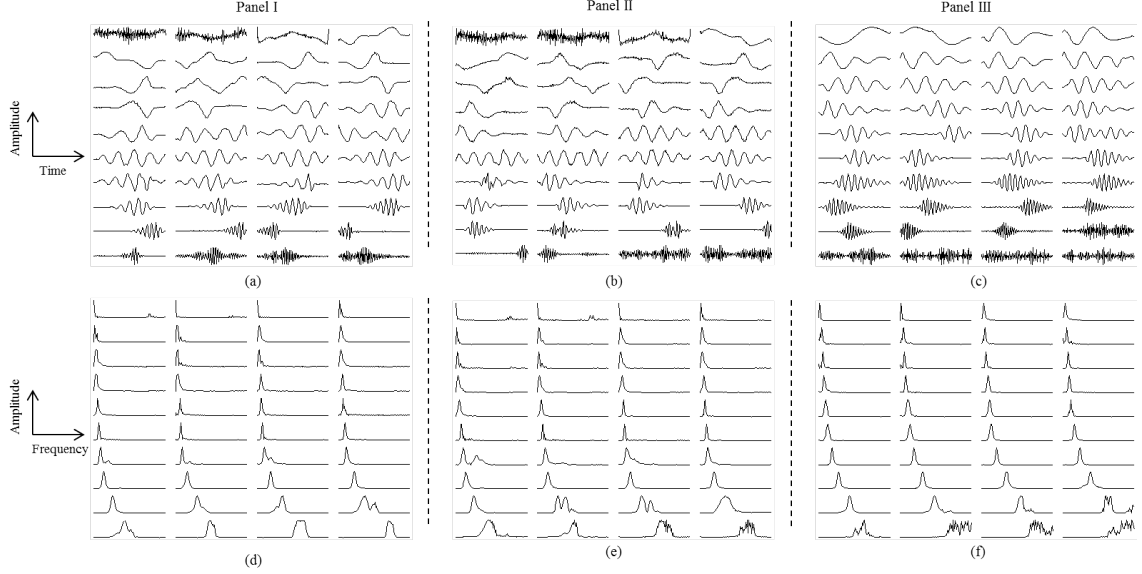 Panel I
Panel II
Panel III
Amplitude
Time
(a)
(b)
(c)
Amplitude
Frequency
(d)
(e)
(f)